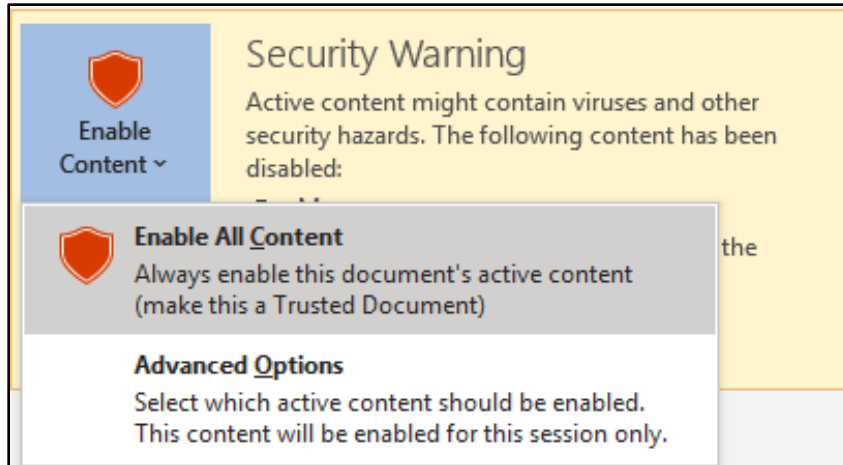 Security Warning
Active content might contain viruses and other
security hazards. The following content has been
disabled:
Enable
Content
the
Enable All Content
Always enable this document's active content
(make this a Trusted Document)
Advanced Options
Select which active content should be enabled.
This content will be enabled for this session only.